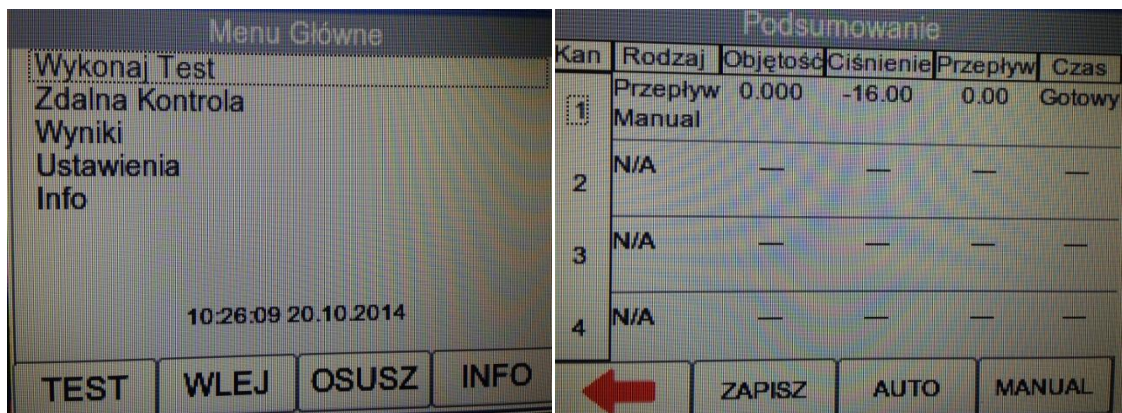 Menu Główne
Wykonaj Test
Zdalna Kontrola
Wyniki
Ustawienia
Info
10:26:09 20.10.2014
TEST WLEJ OSUSZ INFO
Podsumowanie
Kan Rodzaj Objętość Ciśnienie Przepływ Czas
1 Przepływ 0.000 -16.00 0.00 Gotowy
Manual
2 N/A — — — —
3 N/A — — — —
4 N/A — — — —
ZAPISZ AUTO MANUAL